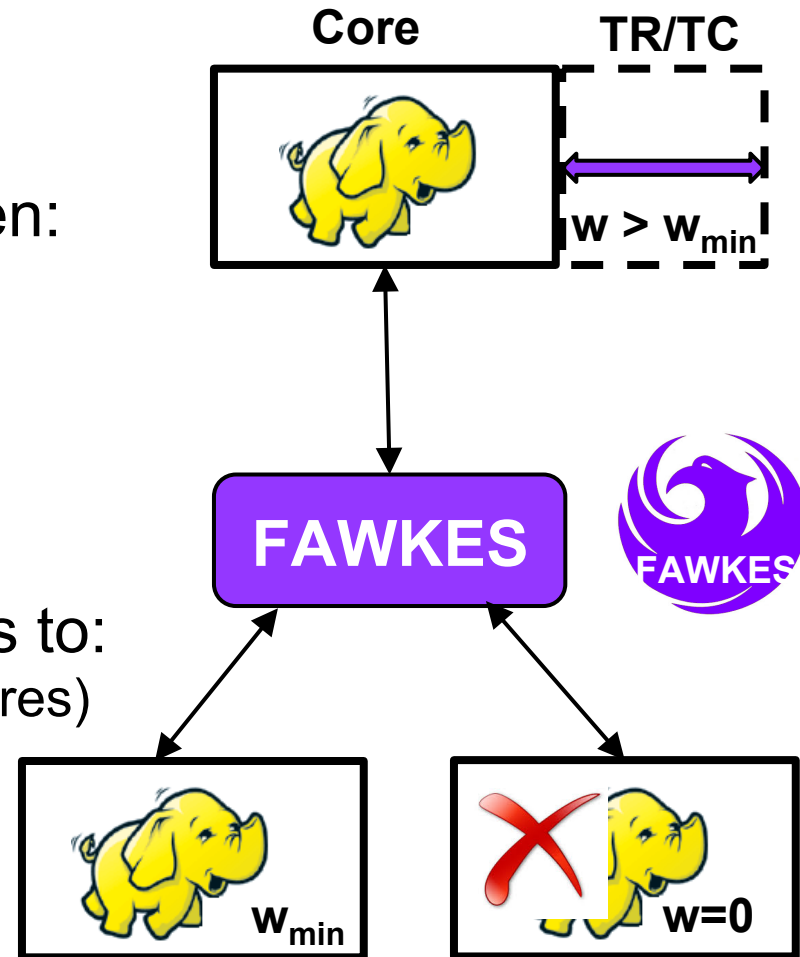 Core TR/TC
en:
w > wmin
FAWKES
FAWKES
s to:
res)
wmin
w=0